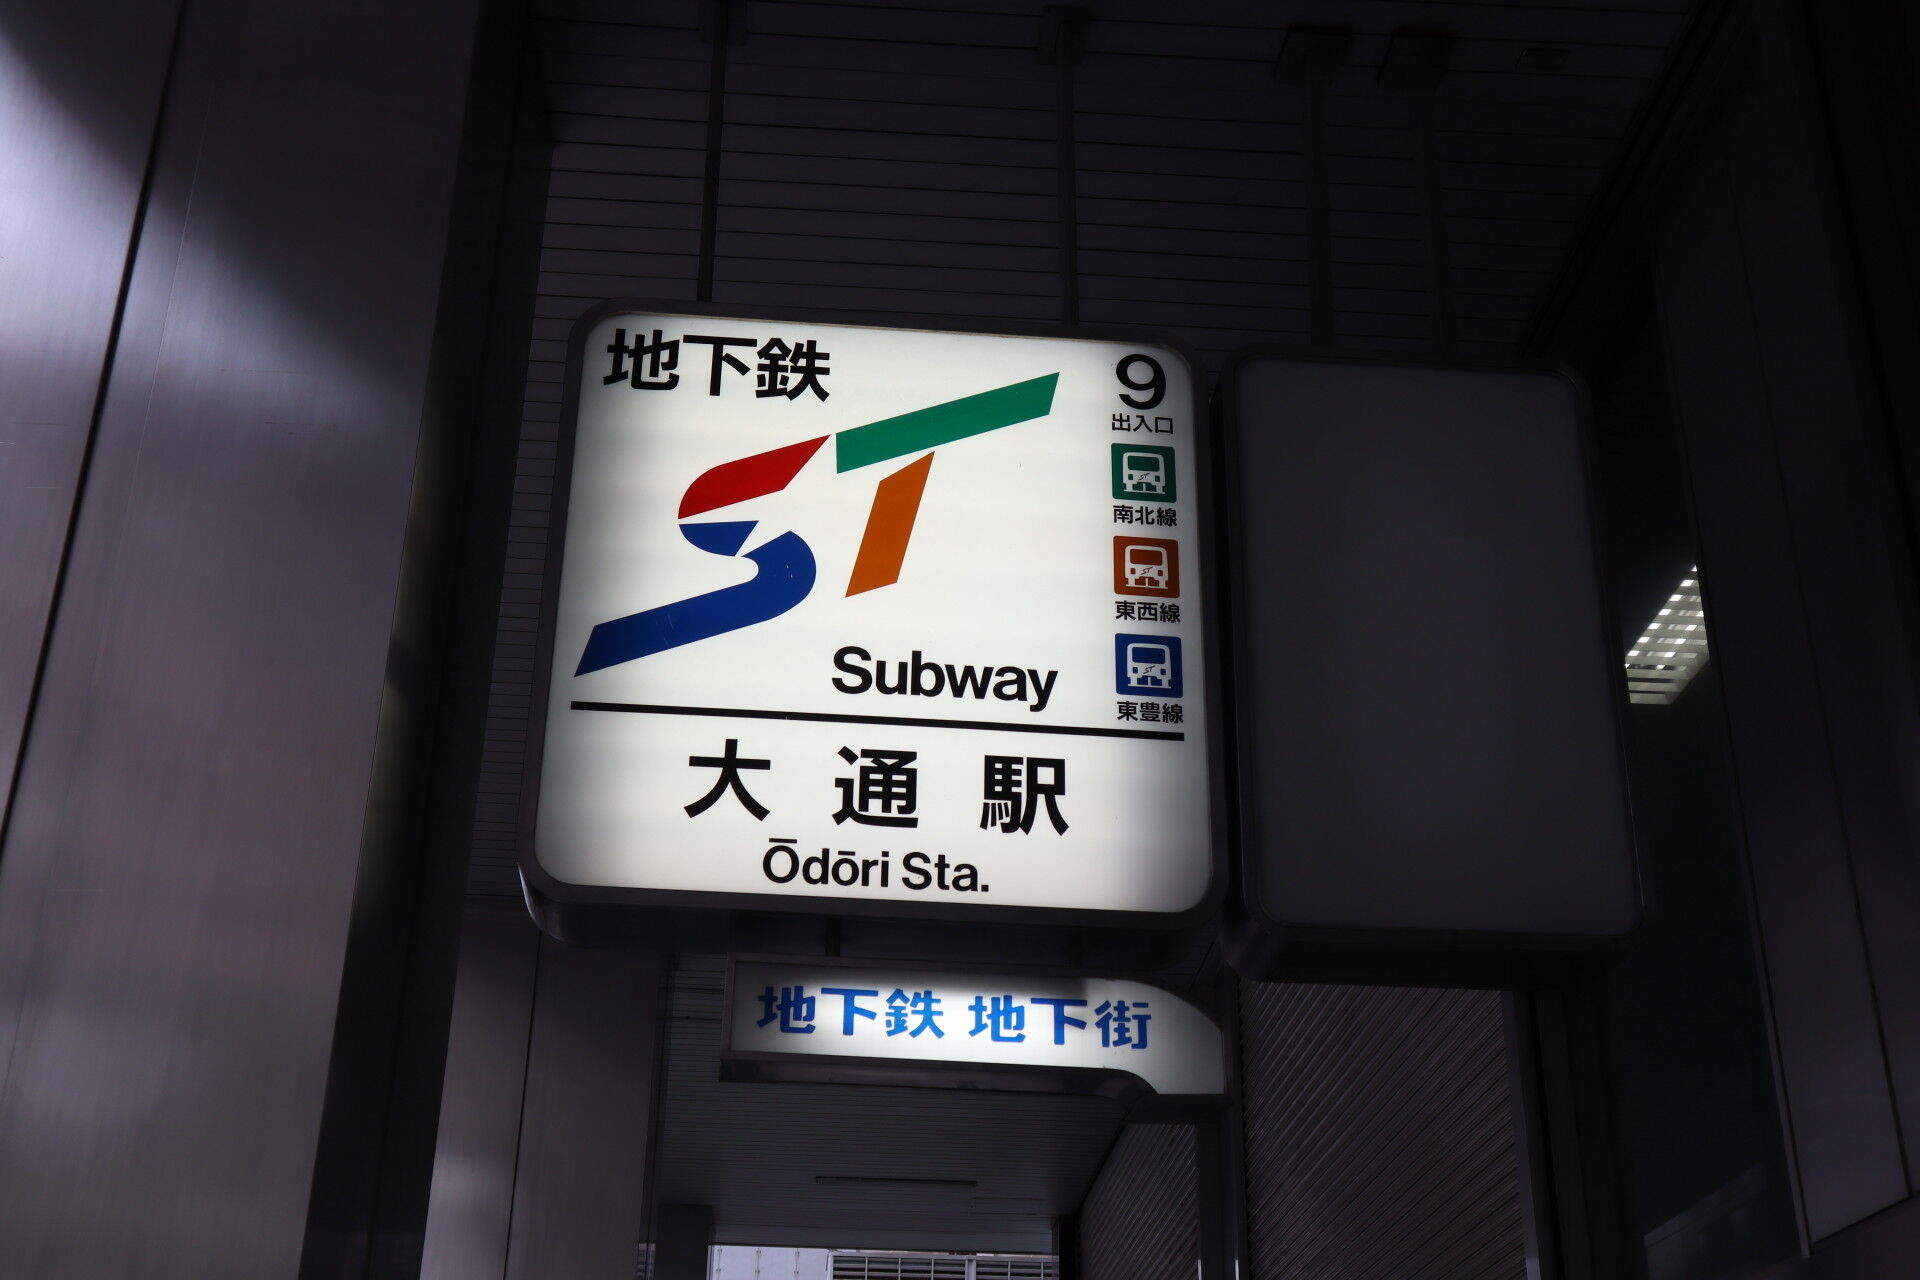 地下鉄
ST
Subway
9
出入口
南北線
東西線
東豊線
大通駅
Ōdōri Sta.
地下鉄 地下街